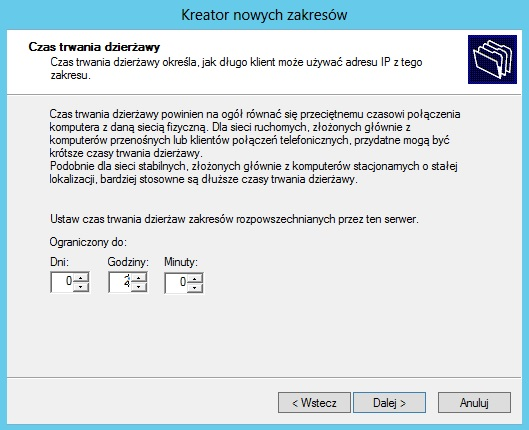 Kreator nowych zakresów
Czas trwania dzierżawy
Czas trwania dzierżawy określa, jak długo klient może używać adresu IP z tego
zakresu.
Czas trwania dzierżawy powinien na ogół równać się przeciętnemu czasowi połączenia
komputera z daną siecią fizyczną. Dla sieci ruchomych, złożonych głównie z
komputerów przenośnych lub klientów połączeń telefonicznych, przydatne mogą być
krótsze czasy trwania dzierżawy.
Podobnie dla sieci stabilnych, złożonych głównie z komputerów stacjonarnych o stałej
lokalizacji, bardziej stosowne są dłuższe czasy trwania dzierżawy.
Ustaw czas trwania dzierżaw zakresów rozpowszechnianych przez ten serwer.
Ograniczony do:
Dni: Godziny: Minuty:
0 2 0
< Wstecz Dalej > Anuluj